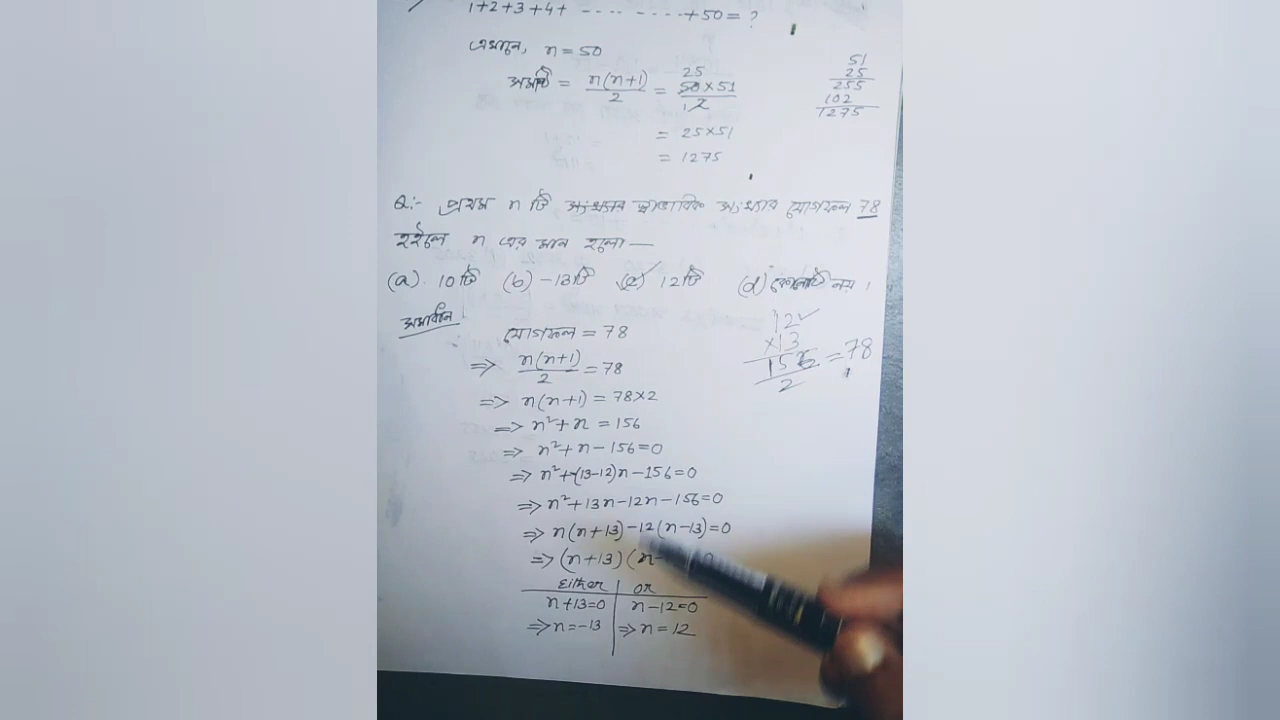 1+2+3+4+ ---- ------ +50 = ?
এখানে, n = 50
সমষ্টি = n(n+1)/2 = 50×51/2
25
1
= 25×51
= 1275
51
25
255
102
1275
Q:- প্রথম n টি স্বাভাবিক সংখ্যার যোগফল 78
হইলে n এর মান হলো—
(a) 10টি (b) -13টি (c) 12টি (d) কোনোটি নয়।
সমাধান
যোগফল = 78
=> n(n+1)/2 = 78
=> n(n+1) = 78×2
=> n²+n = 156
=> n²+n-156=0
=> n²+(13-12)n-156=0
=> n²+13n-12n-156=0
=> n(n+13)-12(n-13)=0
=> (n+13)(n-
Either | or
n+13=0 | n-12=0
=> n=-13 | => n = 12
12✓
×13
156/2 = 78